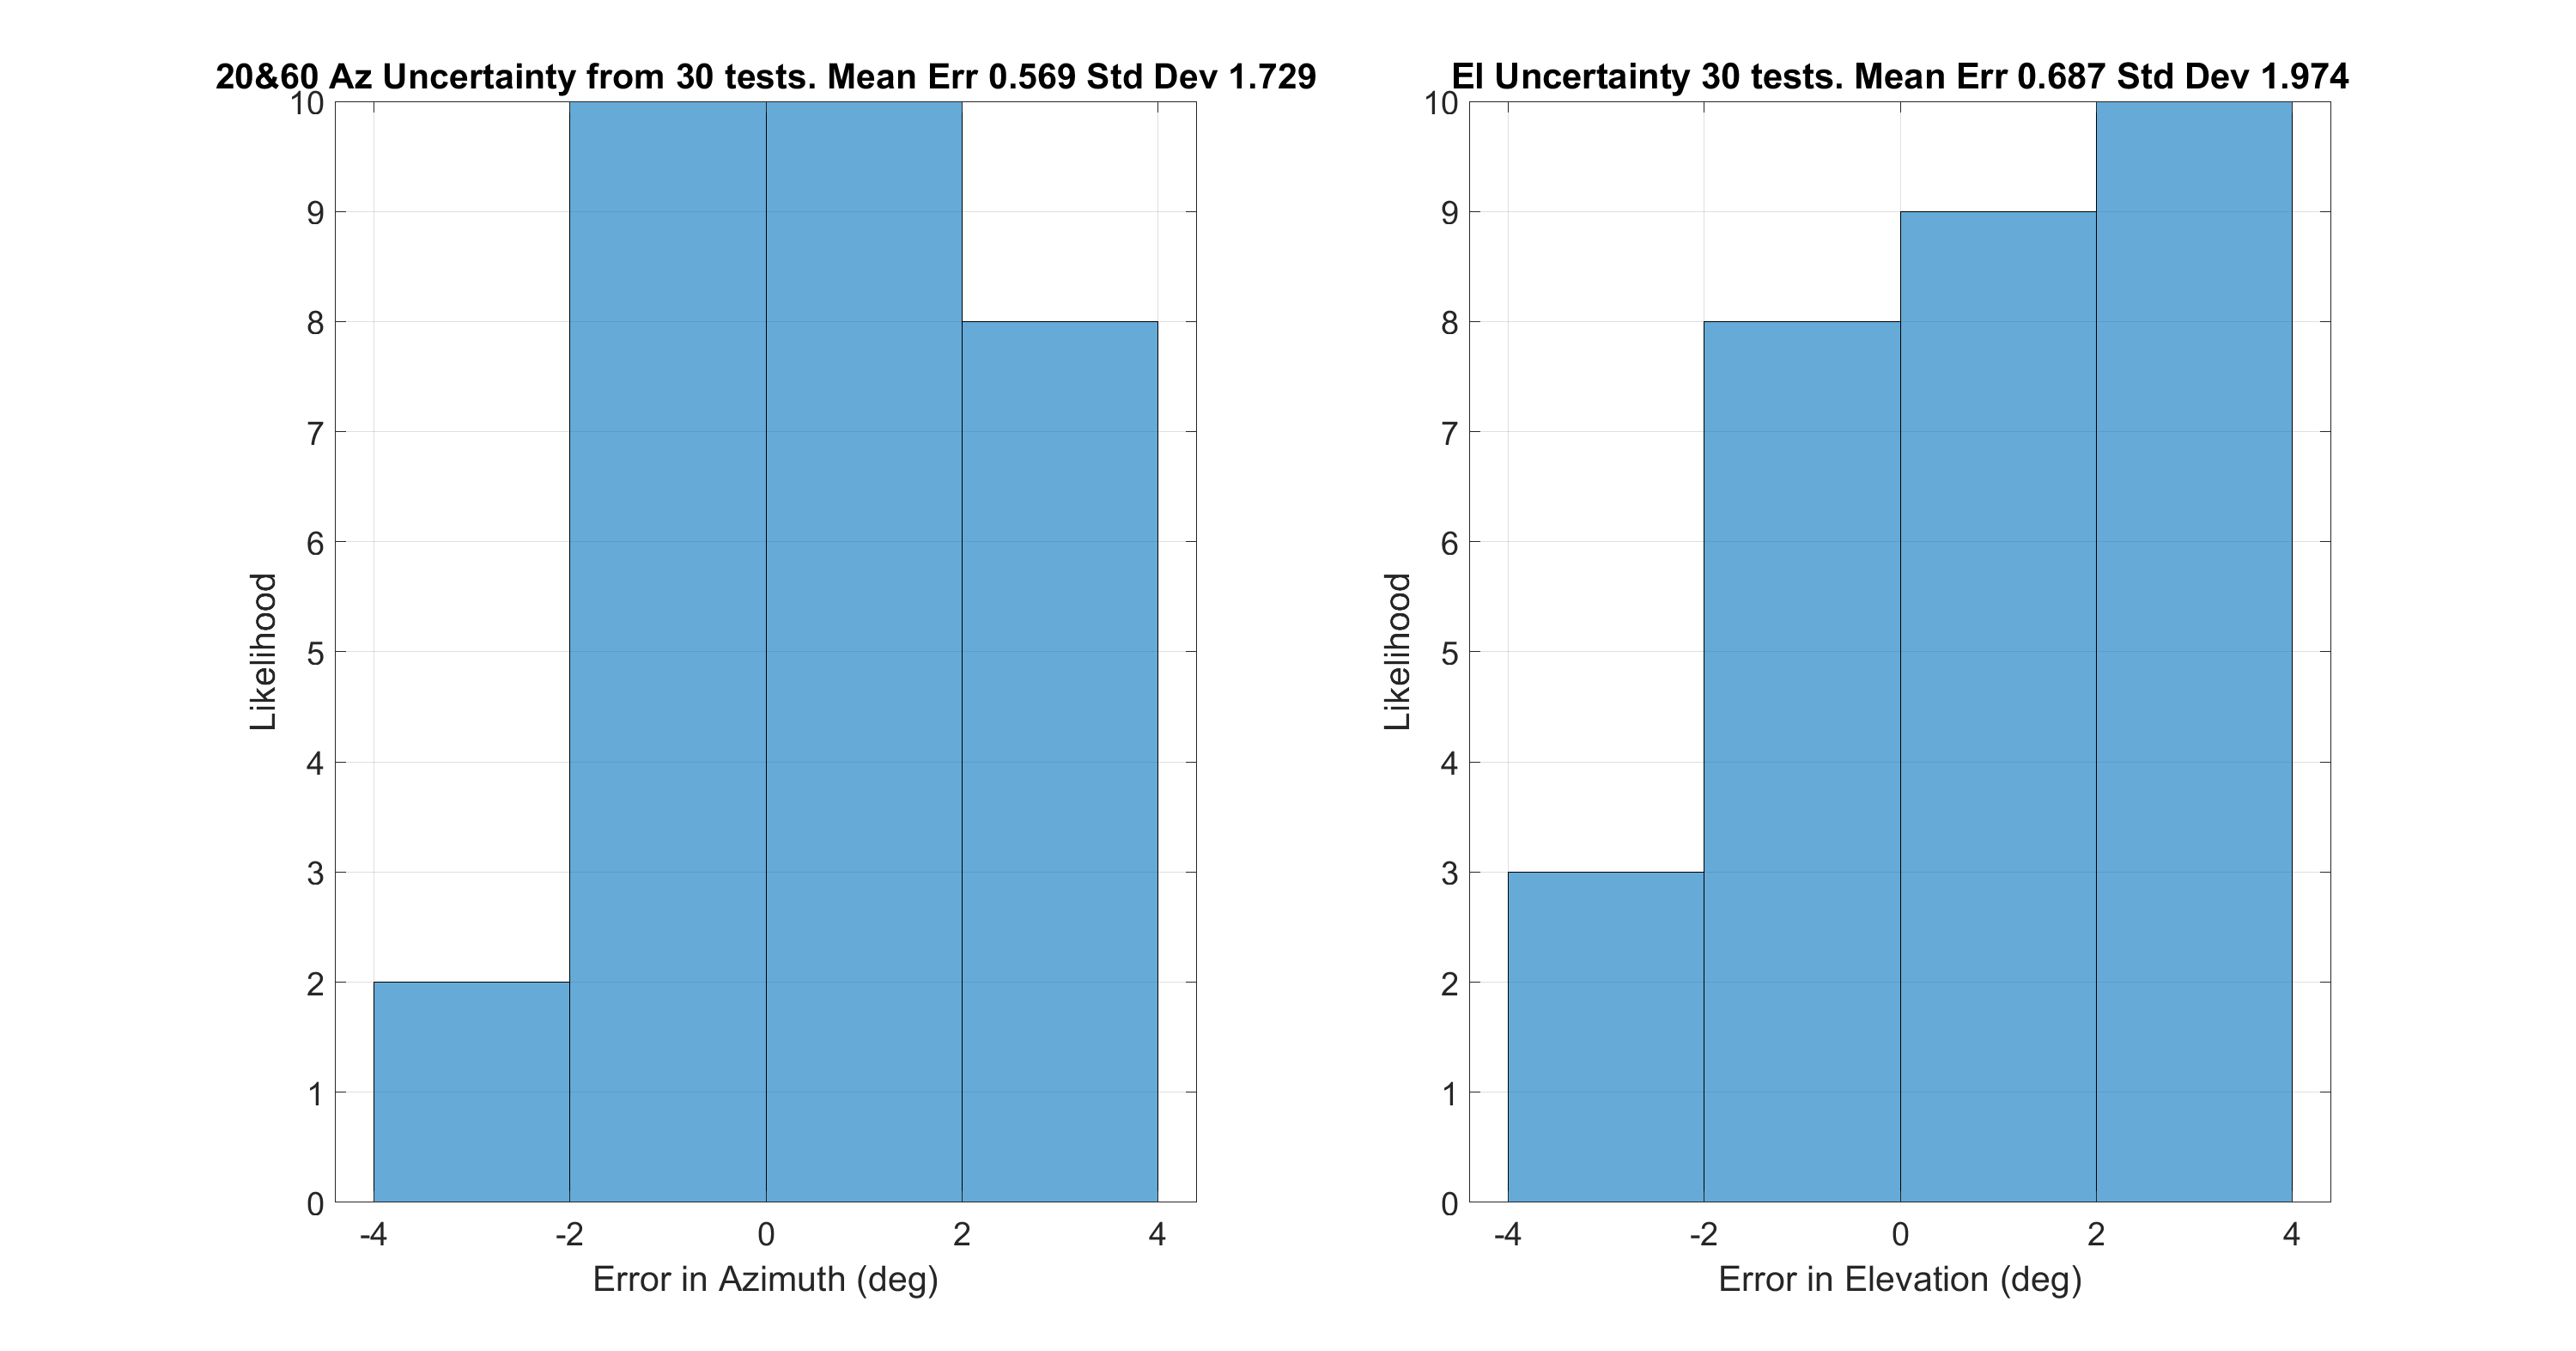 20&60 Az Uncertainty from 30 tests. Mean Err 0.569 Std Dev 1.729
10
9
8
7
6
5
4
3
2
1
0
Likelihood
-4 -2 0 2 4
Error in Azimuth (deg)
El Uncertainty 30 tests. Mean Err 0.687 Std Dev 1.974
10
9
8
7
6
5
4
3
2
1
0
Likelihood
-4 -2 0 2 4
Error in Elevation (deg)